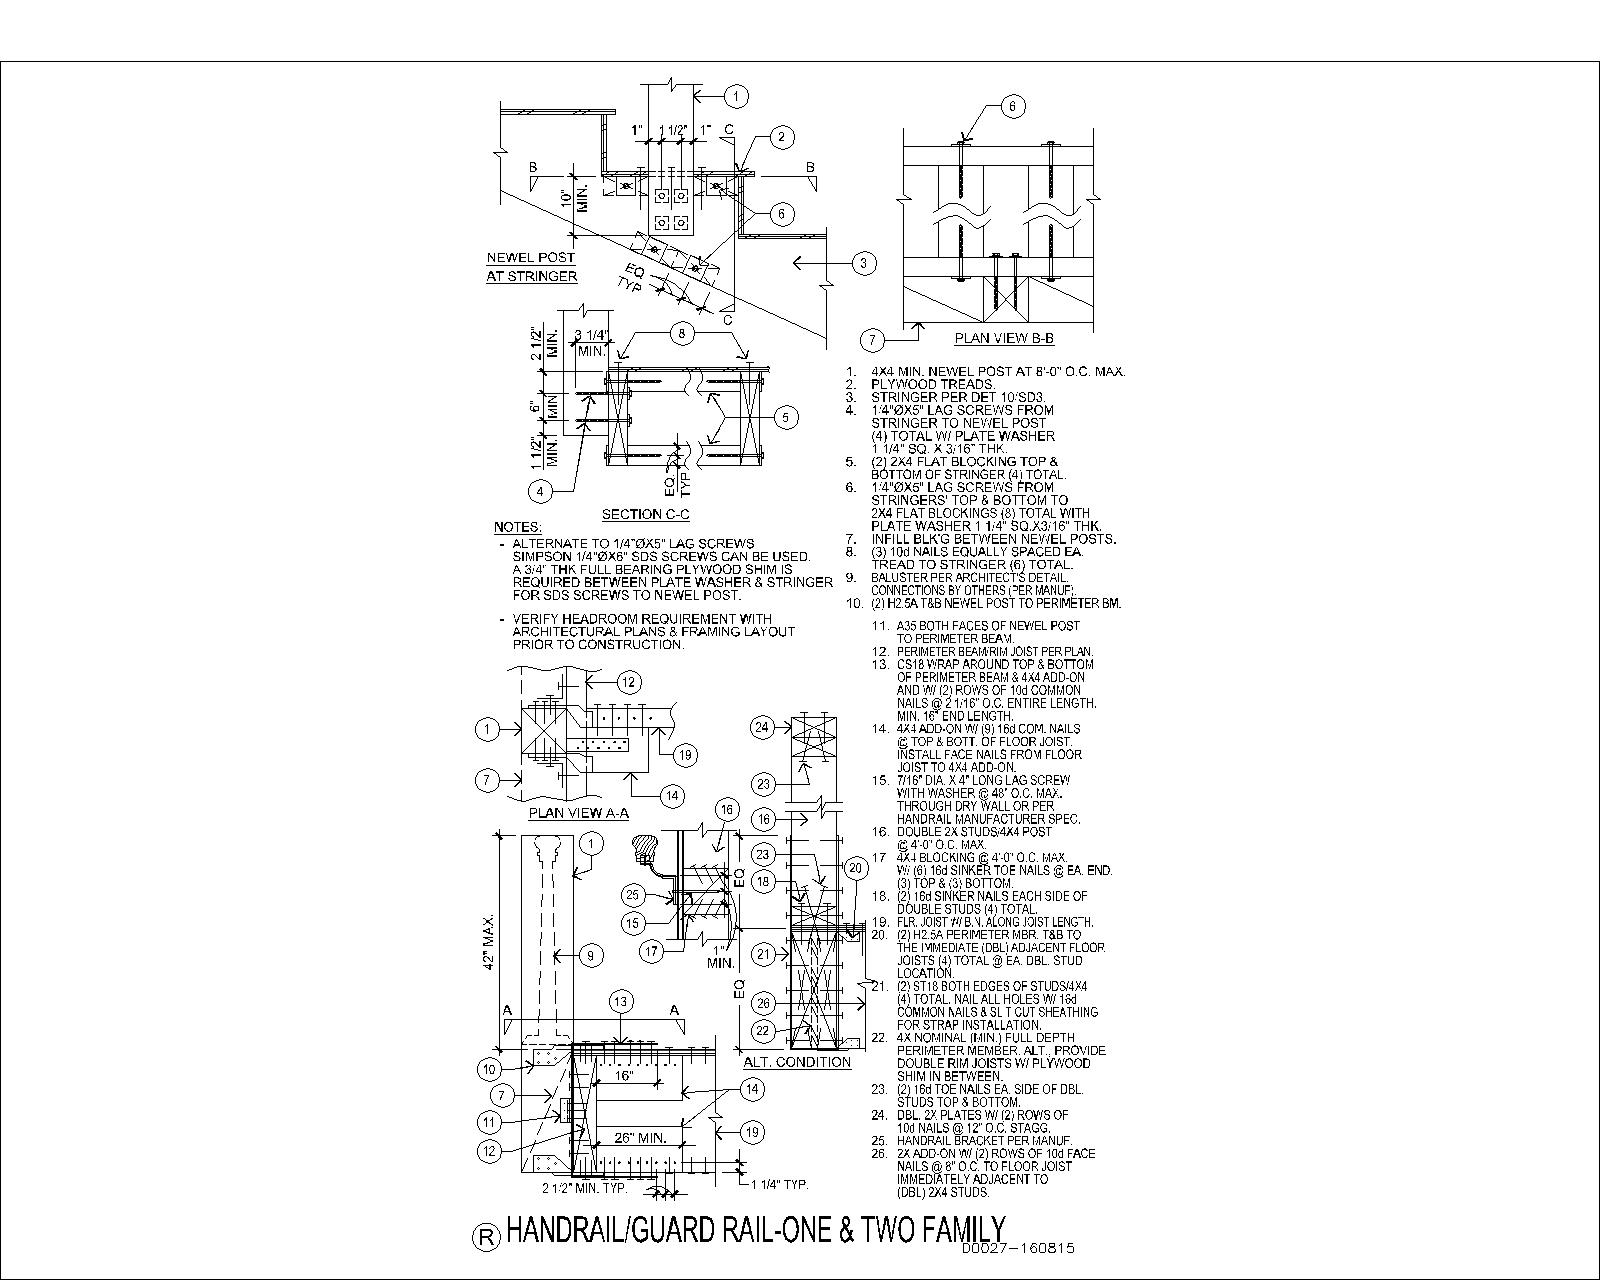 1
1" 1 1/2" 1"
C
2
B
B
10"
MIN.
6
NEWEL POST
AT STRINGER
EQ
TYP
3
C
6
7
PLAN VIEW B-B
2 1/2"
MIN.
3 1/4"
MIN.
8
6"
MIN
5
1 1/2"
MIN.
4
EQ.
TYP
SECTION C-C
NOTES:
- ALTERNATE TO 1/4"ØX5" LAG SCREWS
SIMPSON 1/4"ØX6" SDS SCREWS CAN BE USED.
A 3/4" THK FULL BEARING PLYWOOD SHIM IS
REQUIRED BETWEEN PLATE WASHER & STRINGER
FOR SDS SCREWS TO NEWEL POST.
- VERIFY HEADROOM REQUIREMENT WITH
ARCHITECTURAL PLANS & FRAMING LAYOUT
PRIOR TO CONSTRUCTION.
1. 4X4 MIN. NEWEL POST AT 8'-0" O.C. MAX.
2. PLYWOOD TREADS.
3. STRINGER PER DET 10/SD3.
4. 1/4"ØX5" LAG SCREWS FROM
STRINGER TO NEWEL POST
(4) TOTAL W/ PLATE WASHER
1 1/4" SQ. X 3/16" THK.
5. (2) 2X4 FLAT BLOCKING TOP &
BOTTOM OF STRINGER (4) TOTAL.
6. 1/4"ØX5" LAG SCREWS FROM
STRINGERS' TOP & BOTTOM TO
2X4 FLAT BLOCKINGS (8) TOTAL WITH
PLATE WASHER 1 1/4" SQ.X3/16" THK.
7. INFILL BLK'G BETWEEN NEWEL POSTS.
8. (3) 10d NAILS EQUALLY SPACED EA.
TREAD TO STRINGER (6) TOTAL.
9. BALUSTER PER ARCHITECT'S DETAIL.
CONNECTIONS BY OTHERS (PER MANUF).
10. (2) H2.5A T&B NEWEL POST TO PERIMETER BM.
11. A35 BOTH FACES OF NEWEL POST
TO PERIMETER BEAM.
12. PERIMETER BEAM/RIM JOIST PER PLAN.
13. CS18 WRAP AROUND TOP & BOTTOM
OF PERIMETER BEAM & 4X4 ADD-ON
AND W/ (2) ROWS OF 10d COMMON
NAILS @ 2 1/16" O.C. ENTIRE LENGTH.
MIN. 16" END LENGTH.
14. 4X4 ADD-ON W/ (9) 16d COM. NAILS
@ TOP & BOTT. OF FLOOR JOIST.
INSTALL FACE NAILS FROM FLOOR
JOIST TO 4X4 ADD-ON.
15. 7/16" DIA. X 4" LONG LAG SCREW
WITH WASHER @ 48" O.C. MAX.
THROUGH DRY WALL OR PER
HANDRAIL MANUFACTURER SPEC.
16. DOUBLE 2X STUDS/4X4 POST
@ 4'-0" O.C. MAX.
17 4X4 BLOCKING @ 4'-0" O.C. MAX.
W/ (6) 16d SINKER TOE NAILS @ EA. END.
(3) TOP & (3) BOTTOM.
18. (2) 16d SINKER NAILS EACH SIDE OF
DOUBLE STUDS (4) TOTAL.
19. FLR. JOIST W/ B.N. ALONG JOIST LENGTH.
20. (2) H2.5A PERIMETER MBR. T&B TO
THE IMMEDIATE (DBL) ADJACENT FLOOR
JOISTS (4) TOTAL @ EA. DBL. STUD
LOCATION.
21. (2) ST18 BOTH EDGES OF STUDS/4X4
(4) TOTAL. NAIL ALL HOLES W/ 16d
COMMON NAILS & SLIT CUT SHEATHING
FOR STRAP INSTALLATION.
22. 4X NOMINAL (MIN.) FULL DEPTH
PERIMETER MEMBER. ALT., PROVIDE
DOUBLE RIM JOISTS W/ PLYWOOD
SHIM IN BETWEEN.
23. (2) 16d TOE NAILS EA. SIDE OF DBL.
STUDS TOP & BOTTOM.
24. DBL. 2X PLATES W/ (2) ROWS OF
10d NAILS @ 12" O.C. STAGG.
25. HANDRAIL BRACKET PER MANUF.
26. 2X ADD-ON W/ (2) ROWS OF 10d FACE
NAILS @ 8" O.C. TO FLOOR JOIST
IMMEDIATELY ADJACENT TO
(DBL) 2X4 STUDS.
12
1
19
7
14
PLAN VIEW A-A
42" MAX.
1
9
A
A
13
10
7
11
12
16"
26" MIN.
14
19
2 1/2" MIN. TYP.
1 1/4" TYP.
16
25
15
17
1"
MIN.
EQ
EQ
24
23
16
23
20
18
21
26
22
ALT. CONDITION
R HANDRAIL/GUARD RAIL-ONE & TWO FAMILY
D0027-160815